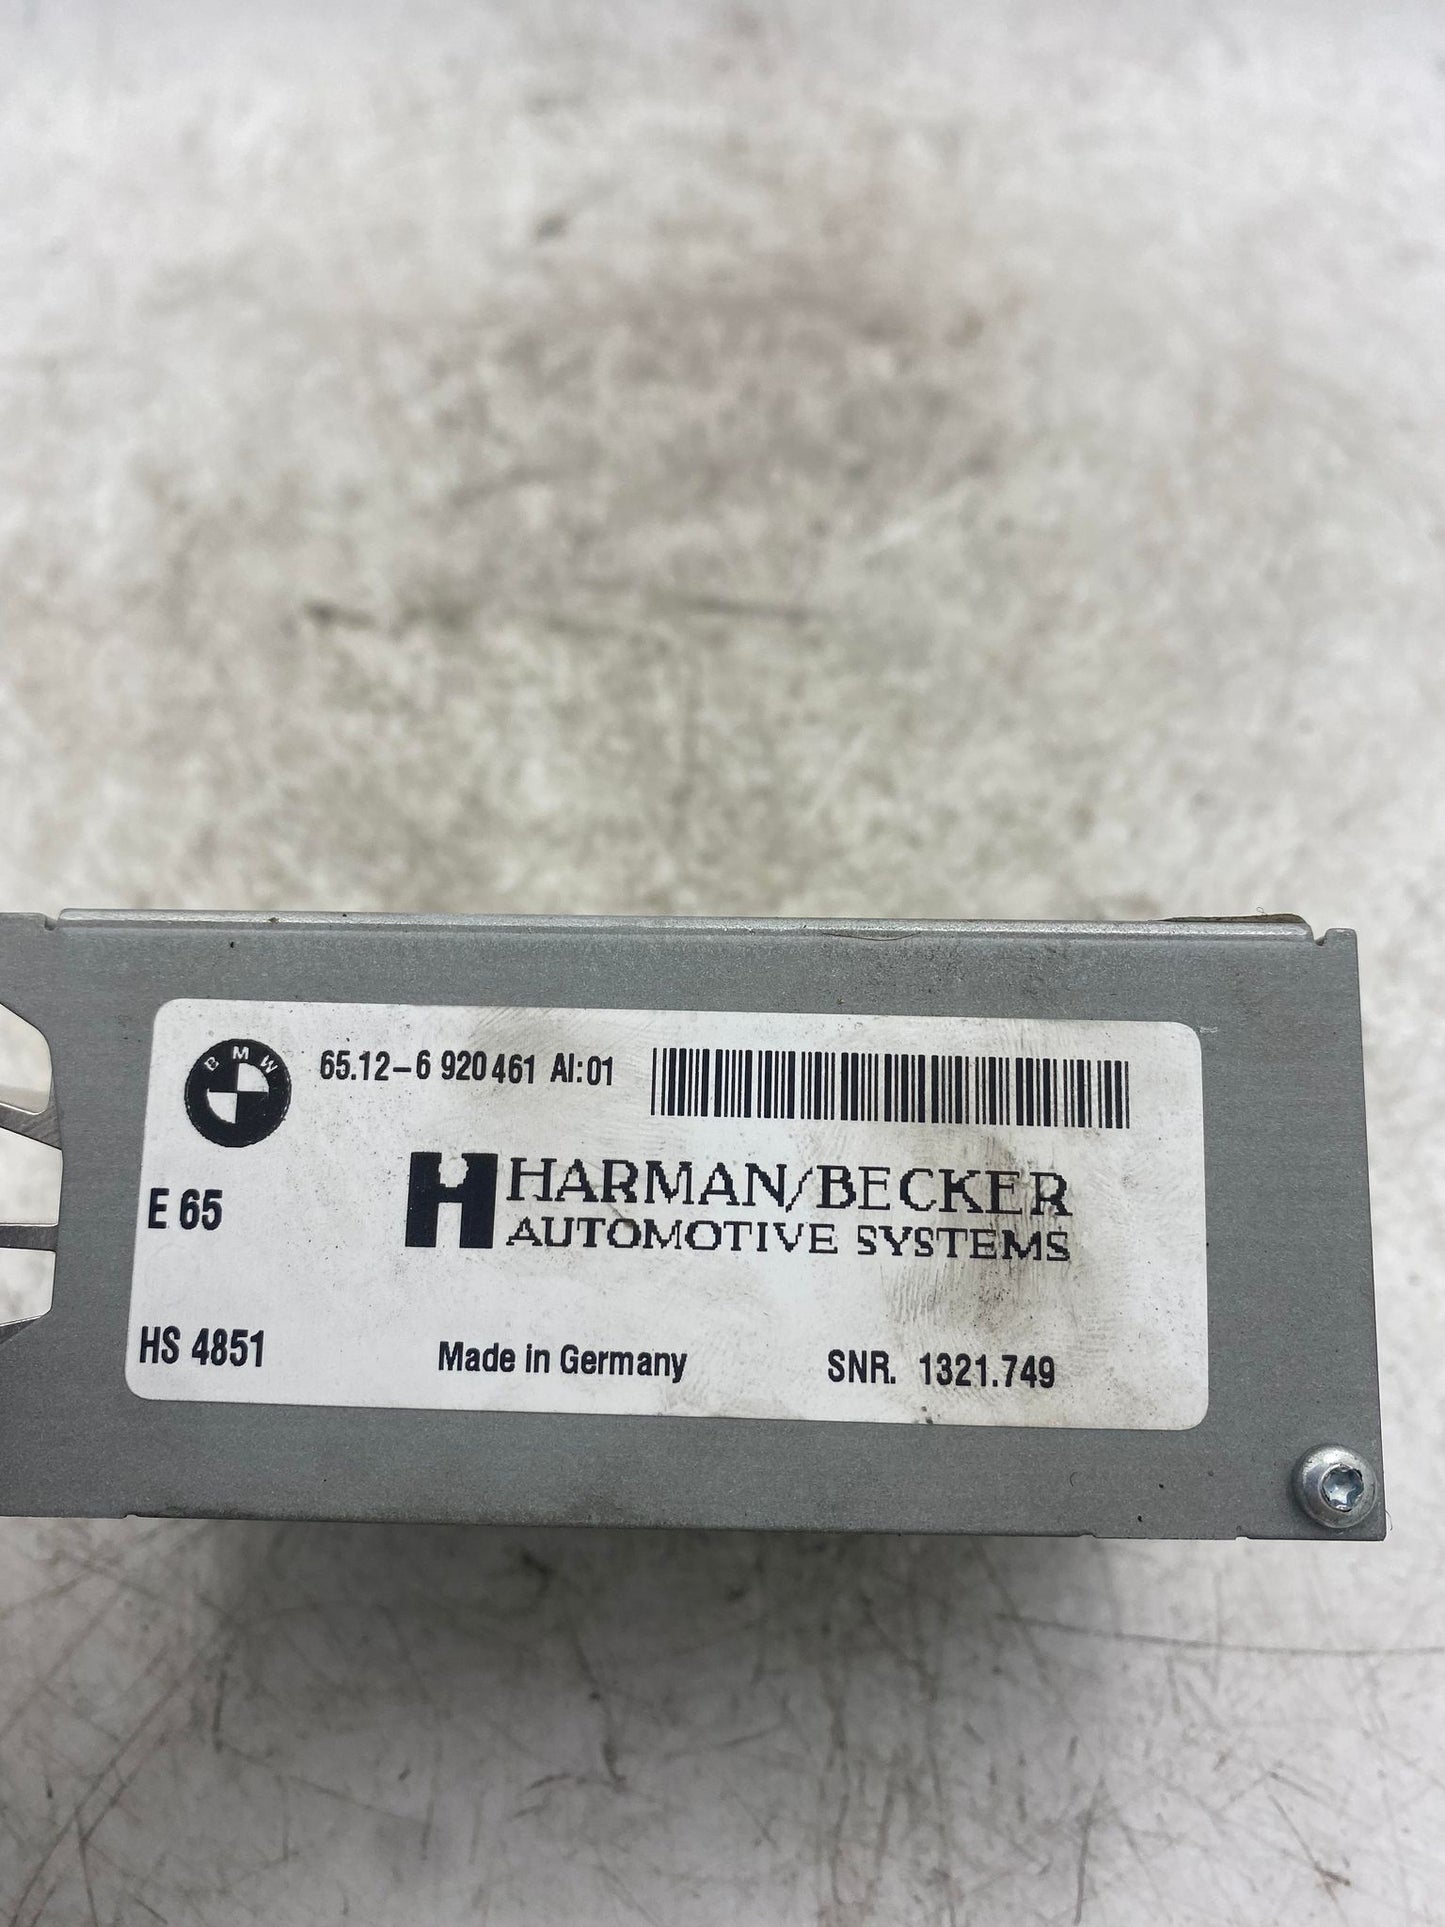 BMW
65.12-6 920 461 AI:01
HARMAN/BECKER
AUTOMOTIVE SYSTEMS
E 65
HS 4851
Made in Germany
SNR. 1321.749